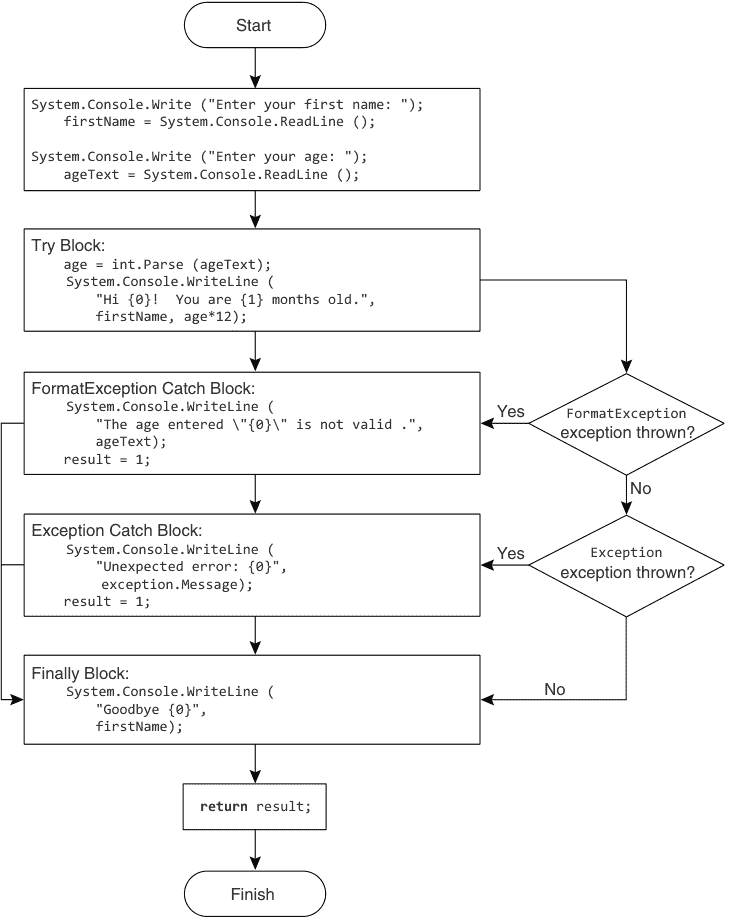 Start
System.Console.Write ("Enter your first name: ");
firstName = System.Console.ReadLine ();
System.Console.Write ("Enter your age: ");
ageText = System.Console.ReadLine ();
Try Block:
age = int.Parse (ageText);
System.Console.WriteLine (
"Hi {0}!  You are {1} months old.",
firstName, age*12);
FormatException Catch Block:
System.Console.WriteLine (
"The age entered \"{0}\" is not valid .",
ageText);
result = 1;
Yes
FormatException
exception thrown?
No
Exception Catch Block:
System.Console.WriteLine (
"Unexpected error: {0}",
exception.Message);
result = 1;
Yes
Exception
exception thrown?
Finally Block:
System.Console.WriteLine (
"Goodbye {0}",
firstName);
No
return result;
Finish